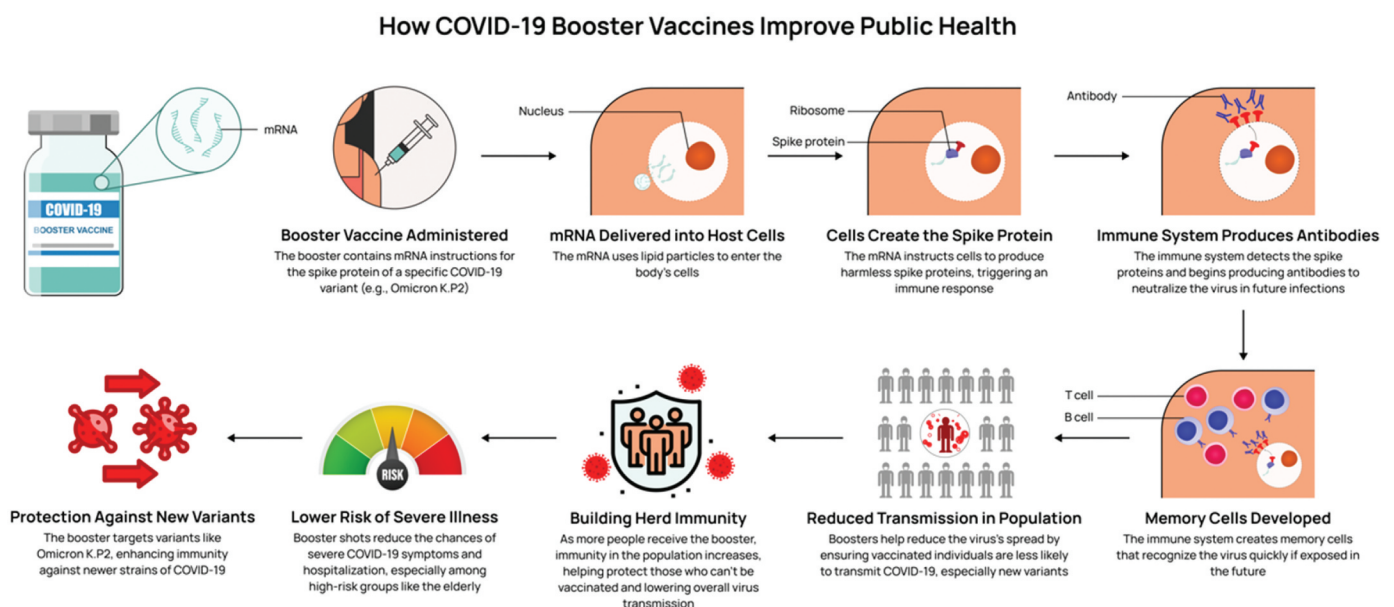 How COVID-19 Booster Vaccines Improve Public Health
mRNA
COVID-19
BOOSTER VACCINE
Booster Vaccine Administered
The booster contains mRNA instructions for
the spike protein of a specific COVID-19
variant (e.g., Omicron K.P2)
Nucleus
mRNA Delivered into Host Cells
The mRNA uses lipid particles to enter the
body's cells
Ribosome
Spike protein
Cells Create the Spike Protein
The mRNA instructs cells to produce
harmless spike proteins, triggering an
immune response
Antibody
Immune System Produces Antibodies
The immune system detects the spike
proteins and begins producing antibodies to
neutralize the virus in future infections
T cell
B cell
Memory Cells Developed
The immune system creates memory cells
that recognize the virus quickly if exposed in
the future
Reduced Transmission in Population
Boosters help reduce the virus's spread by
ensuring vaccinated individuals are less likely
to transmit COVID-19, especially new variants
Building Herd Immunity
As more people receive the booster,
immunity in the population increases,
helping protect those who can't be
vaccinated and lowering overall virus
transmission
RISK
Lower Risk of Severe Illness
Booster shots reduce the chances of
severe COVID-19 symptoms and
hospitalization, especially among
high-risk groups like the elderly
Protection Against New Variants
The booster targets variants like
Omicron K.P2, enhancing immunity
against newer strains of COVID-19